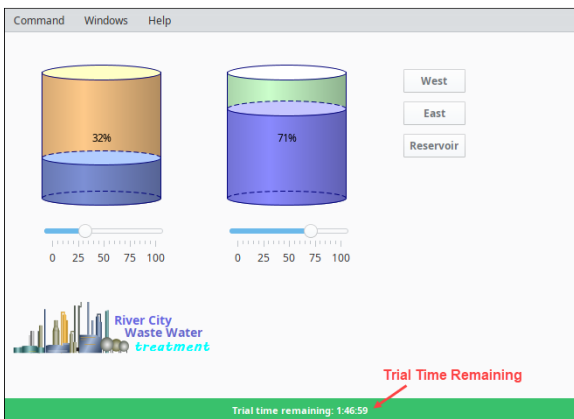 Command Windows Help
32%
71%
West
East
Reservoir
0 25 50 75 100
0 25 50 75 100
River City
Waste Water
treatment
Trial Time Remaining
Trial time remaining: 1:46:59